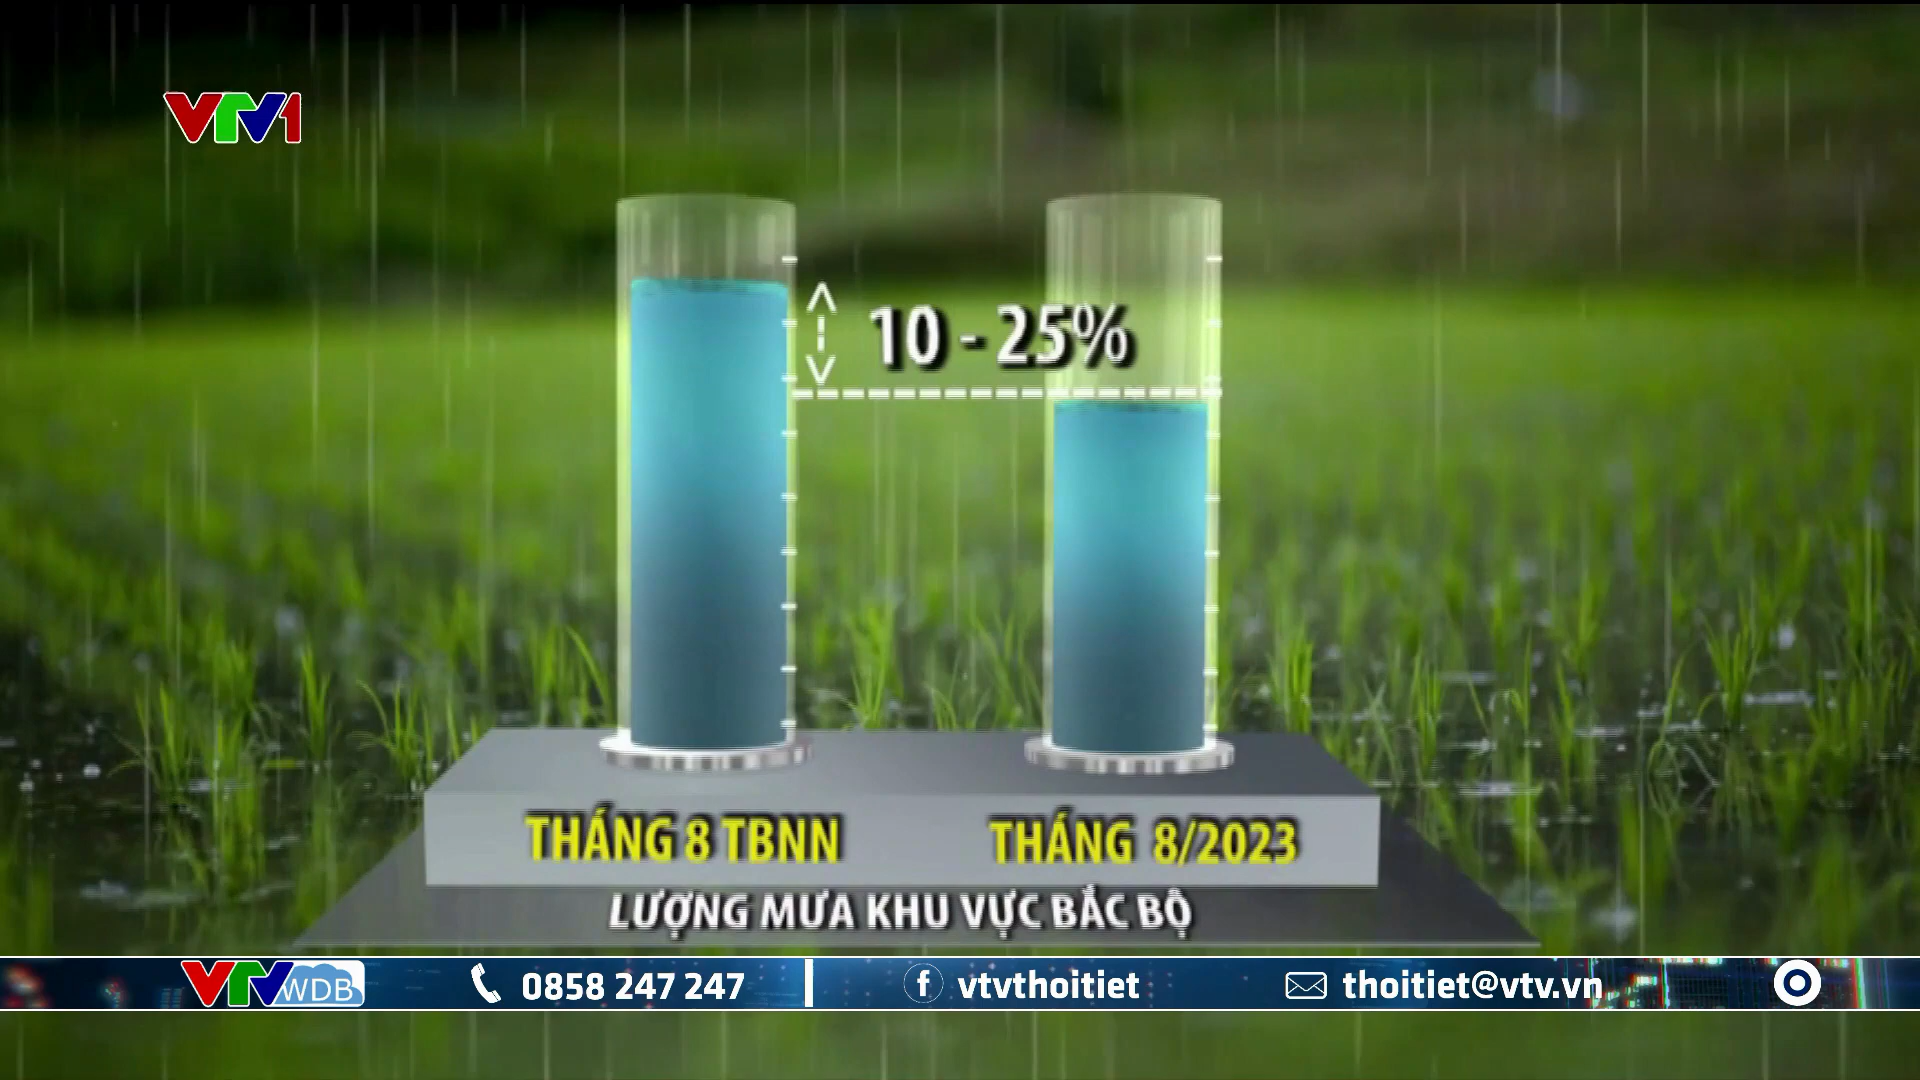 VTV1
10 - 25%
THÁNG 8 TBNN
THÁNG 8/2023
LƯỢNG MƯA KHU VỰC BẮC BỘ
VTV WDB
0858 247 247
f vtvthoitiet
thoitiet@vtv.vn